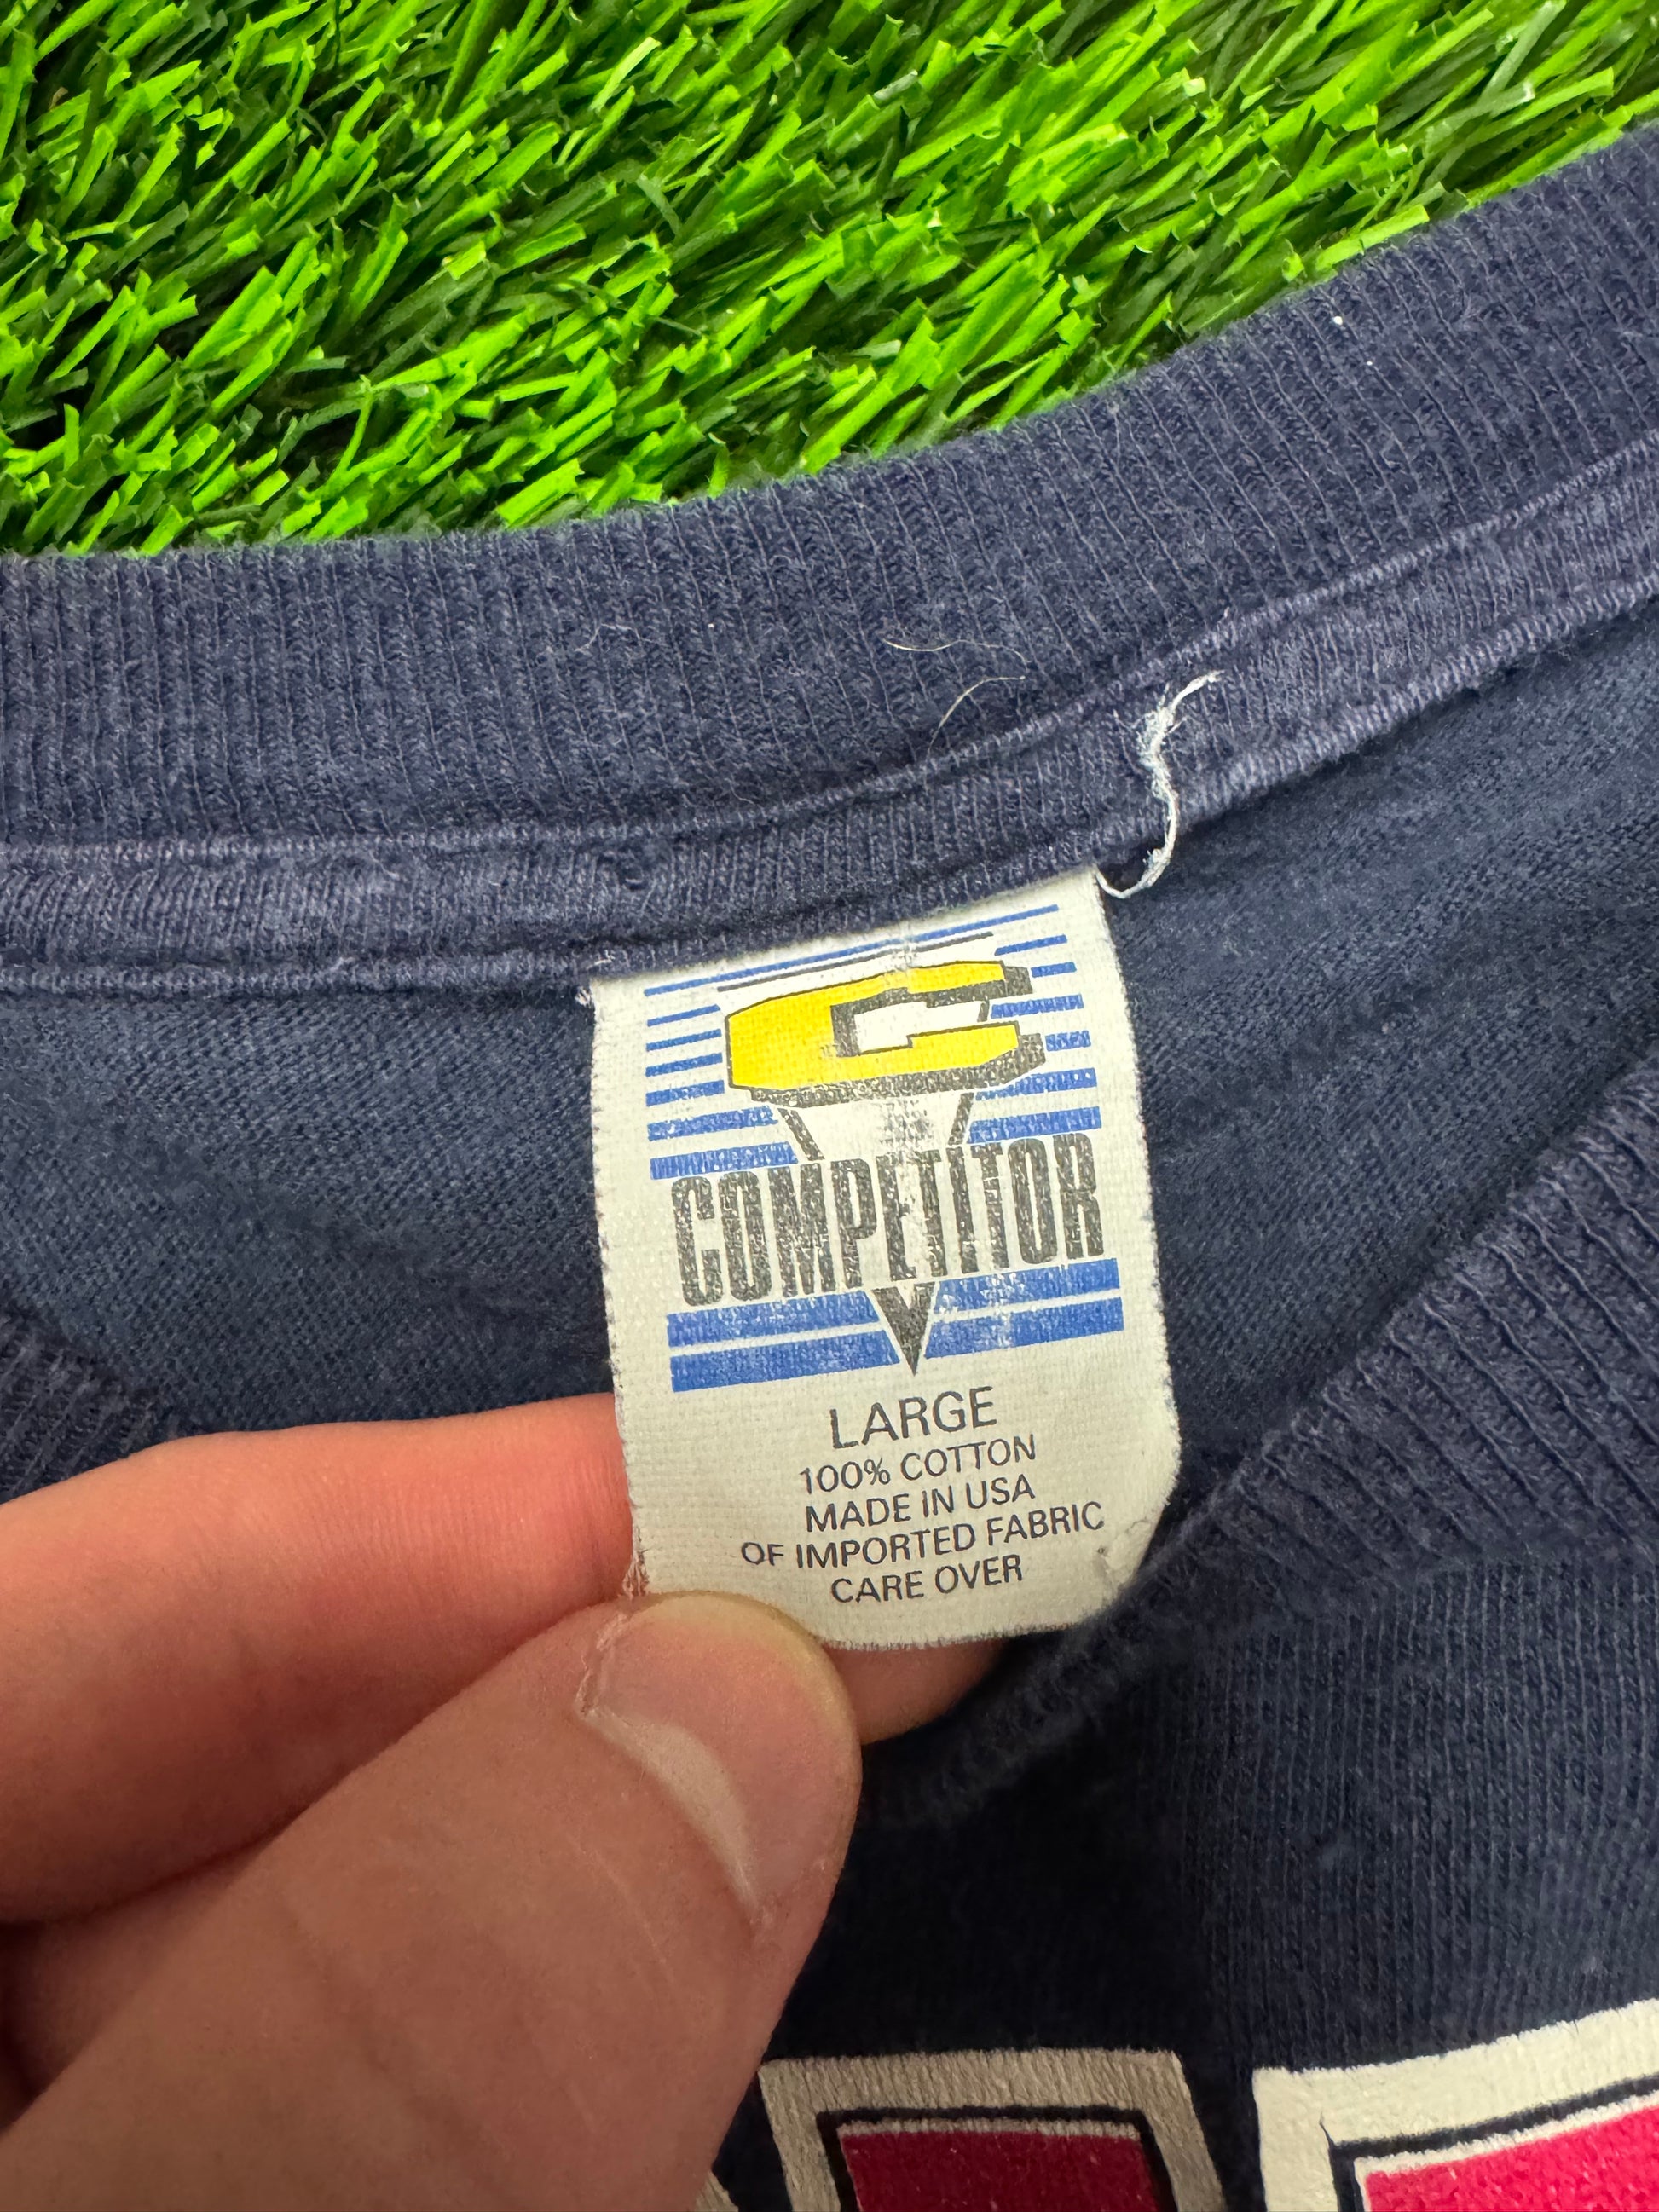 C
COMPETITOR
LARGE
100% COTTON
MADE IN USA
OF IMPORTED FABRIC
CARE OVER